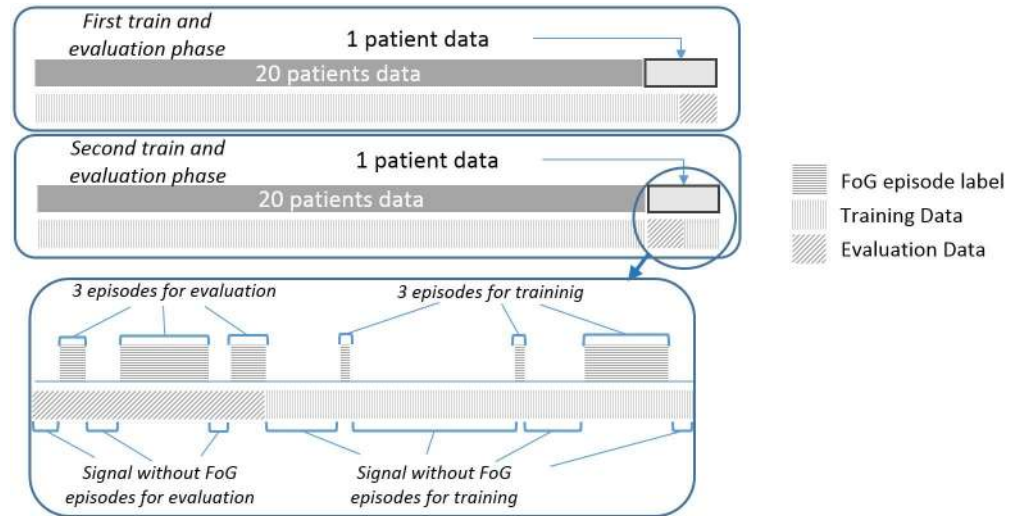 First train and
evaluation phase
1 patient data
20 patients data
Second train and
evaluation phase
1 patient data
20 patients data
FoG episode label
Training Data
Evaluation Data
3 episodes for evaluation
3 episodes for traininig
Signal without FoG
episodes for evaluation
Signal without FoG
episodes for training